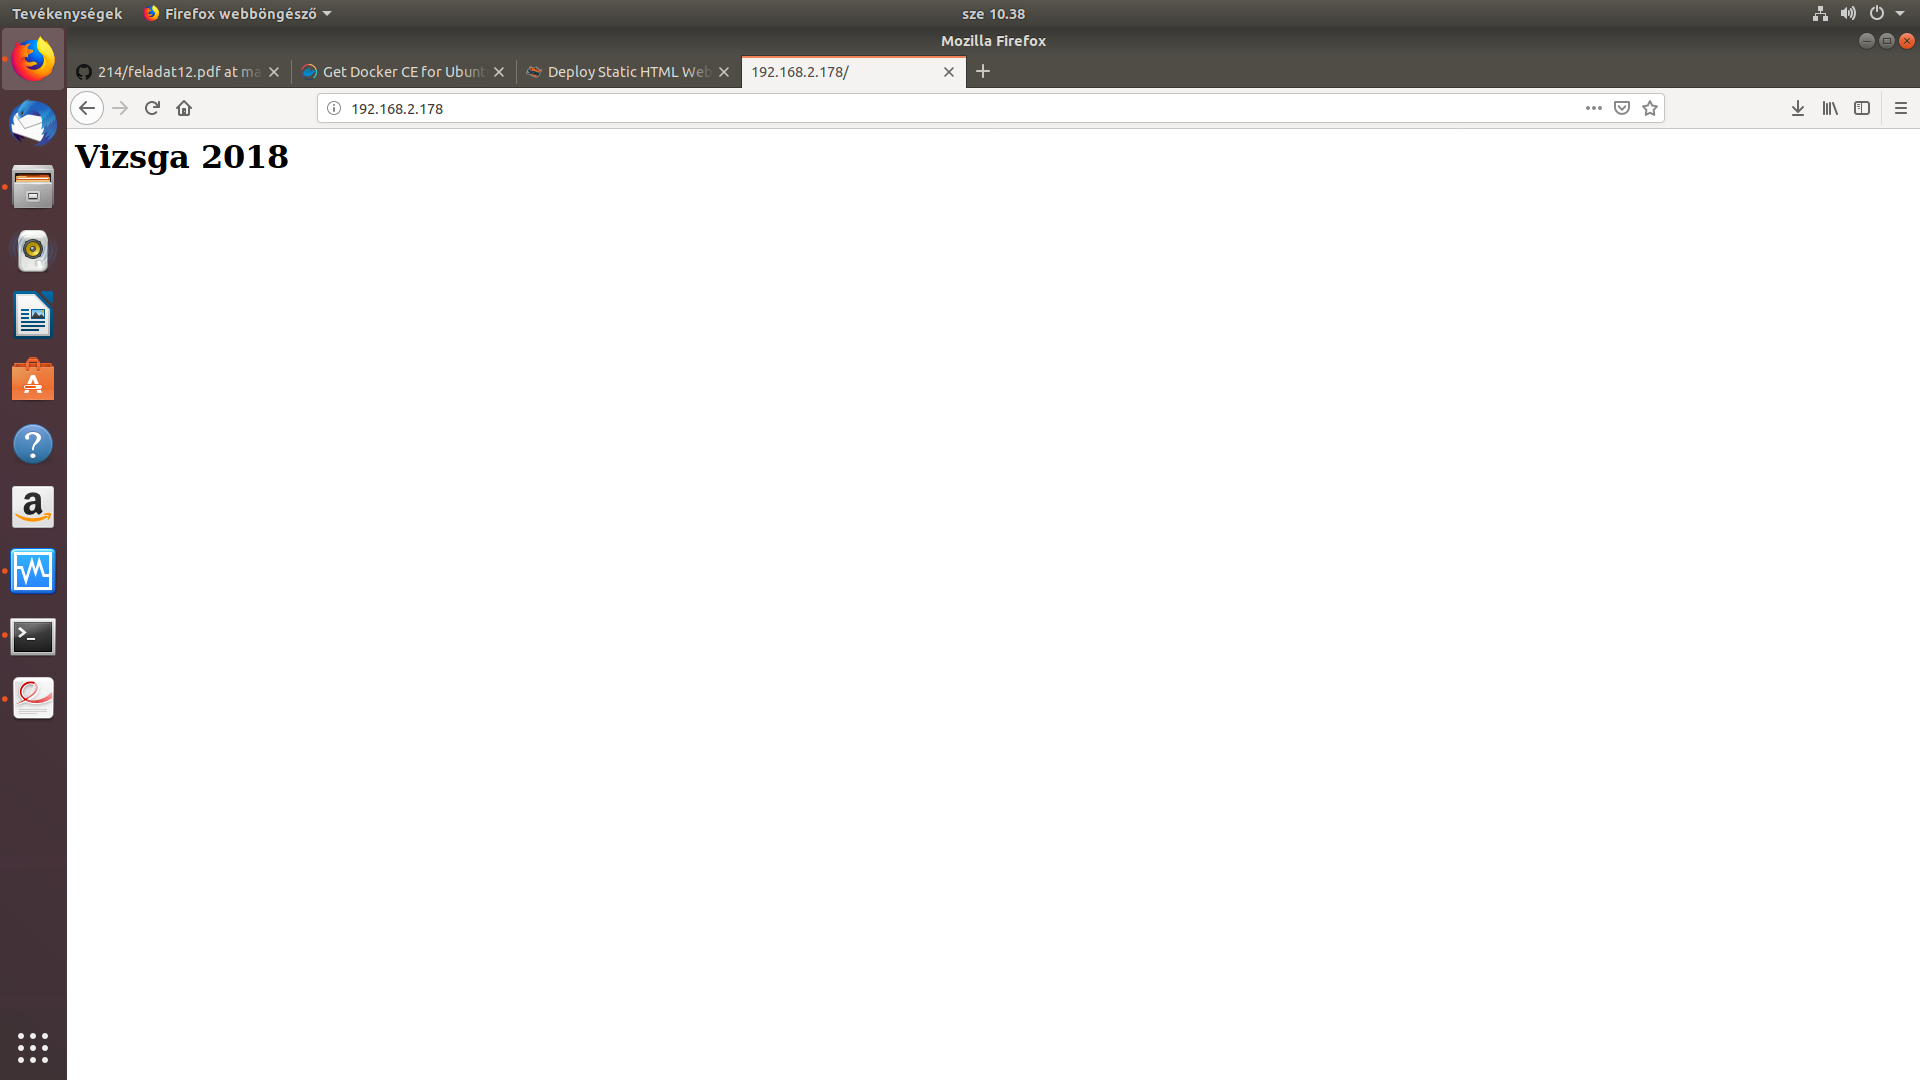 Tevékenységek Firefox webböngésző sze 10.38
Mozilla Firefox
214/feladat12.pdf at ma Get Docker CE for Ubunt Deploy Static HTML Web 192.168.2.178/
192.168.2.178
Vizsga 2018